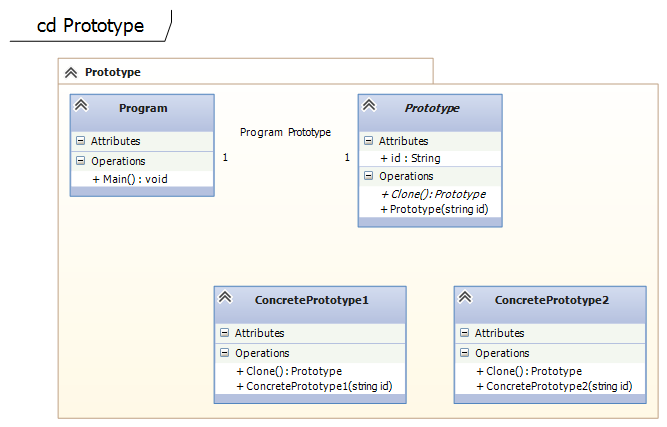 cd Prototype
Prototype
Program
Attributes
Operations
+ Main() : void
Program Prototype
1
1
Prototype
Attributes
+ id : String
Operations
+ Clone() : Prototype
+ Prototype(string id)
ConcretePrototype1
Attributes
Operations
+ Clone() : Prototype
+ ConcretePrototype1(string id)
ConcretePrototype2
Attributes
Operations
+ Clone() : Prototype
+ ConcretePrototype2(string id)